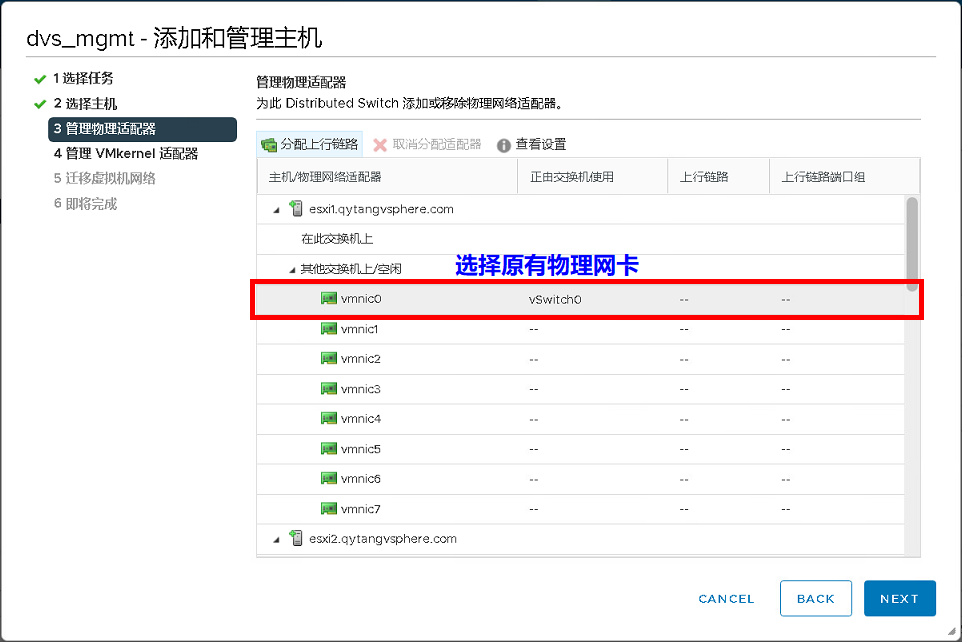 dvs_mgmt - 添加和管理主机
1 选择任务
2 选择主机
3 管理物理适配器
4 管理 VMkernel 适配器
5 迁移虚拟机网络
6 即将完成
管理物理适配器
为此 Distributed Switch 添加或移除物理网络适配器。
分配上行链路 取消分配适配器 查看设置
主机/物理网络适配器 正由交换机使用 上行链路 上行链路端口组
esxi1.qytangvsphere.com
在此交换机上
其他交换机上/空闲
选择原有物理网卡
vmnic0 vSwitch0 -- --
vmnic1 -- -- --
vmnic2 -- -- --
vmnic3 -- -- --
vmnic4 -- -- --
vmnic5 -- -- --
vmnic6 -- -- --
vmnic7 -- -- --
esxi2.qytangvsphere.com
CANCEL BACK NEXT